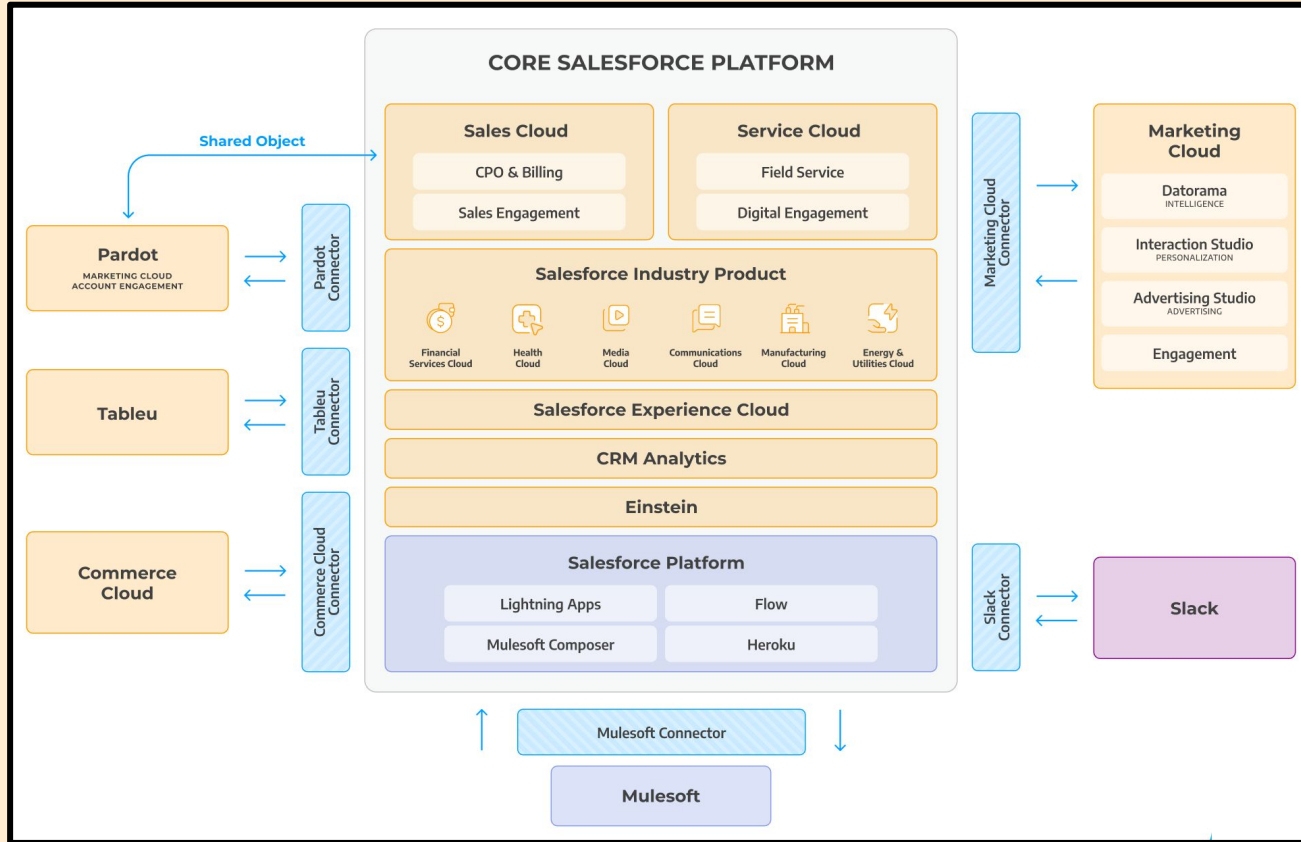 CORE SALESFORCE PLATFORM
Shared Object
Sales Cloud
CPO & Billing
Sales Engagement
Service Cloud
Field Service
Digital Engagement
Marketing Cloud
Connector
Marketing
Cloud
Datorama
INTELLIGENCE
Interaction Studio
PERSONALIZATION
Advertising Studio
ADVERTISING
Engagement
Pardot
MARKETING CLOUD
ACCOUNT ENGAGEMENT
Pardot
Connector
Salesforce Industry Product
Financial
Services Cloud
Health
Cloud
Media
Cloud
Communications
Cloud
Manufacturing
Cloud
Energy &
Utilities Cloud
Tableu
Tableu
Connector
Salesforce Experience Cloud
CRM Analytics
Einstein
Commerce
Cloud
Commerce Cloud
Connector
Salesforce Platform
Lightning Apps
Flow
Mulesoft Composer
Heroku
Slack
Connector
Slack
Mulesoft Connector
Mulesoft